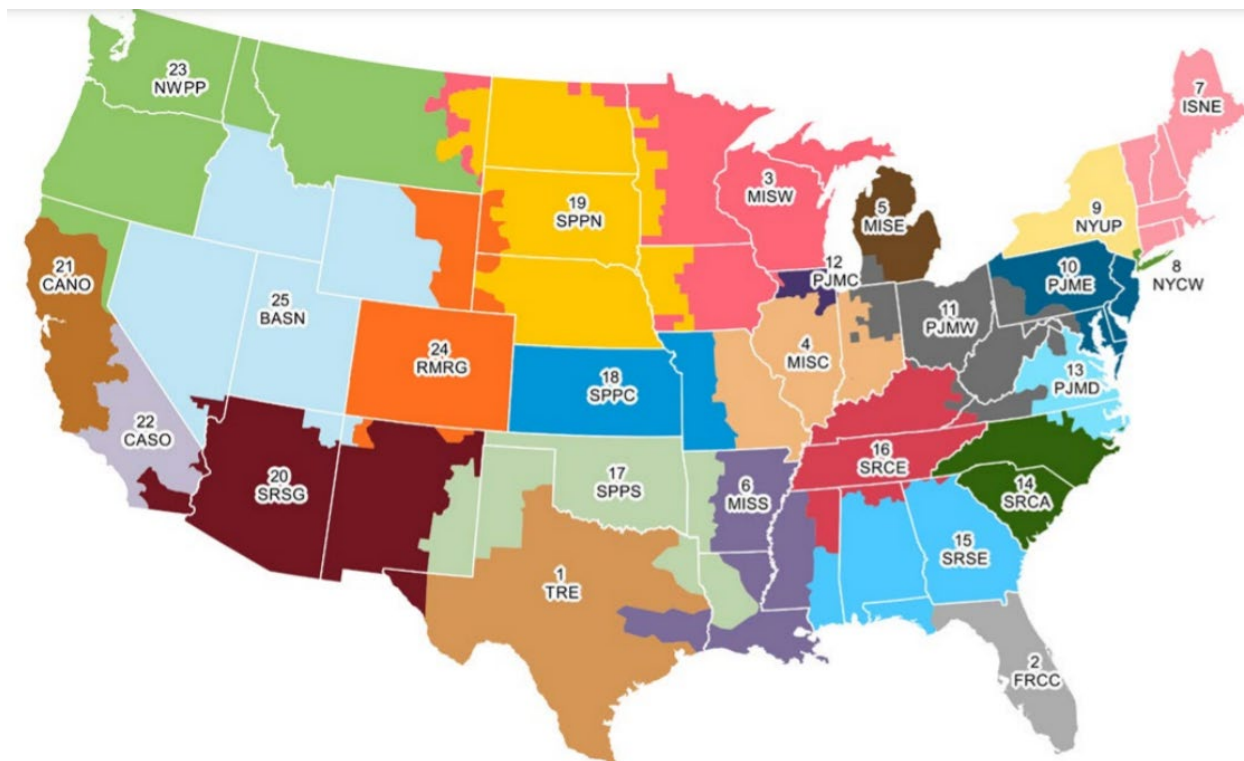 23
NWPP
7
ISNE
3
MISW
19
SPPN
5
MISE
9
NYUP
8
NYCW
21
CANO
12
PJMC
10
PJME
25
BASN
11
PJMW
24
RMRG
4
MISC
18
SPPC
13
PJMD
22
CASO
16
SRCE
20
SRSG
17
SPPS
6
MISS
14
SRCA
15
SRSE
1
TRE
2
FRCC